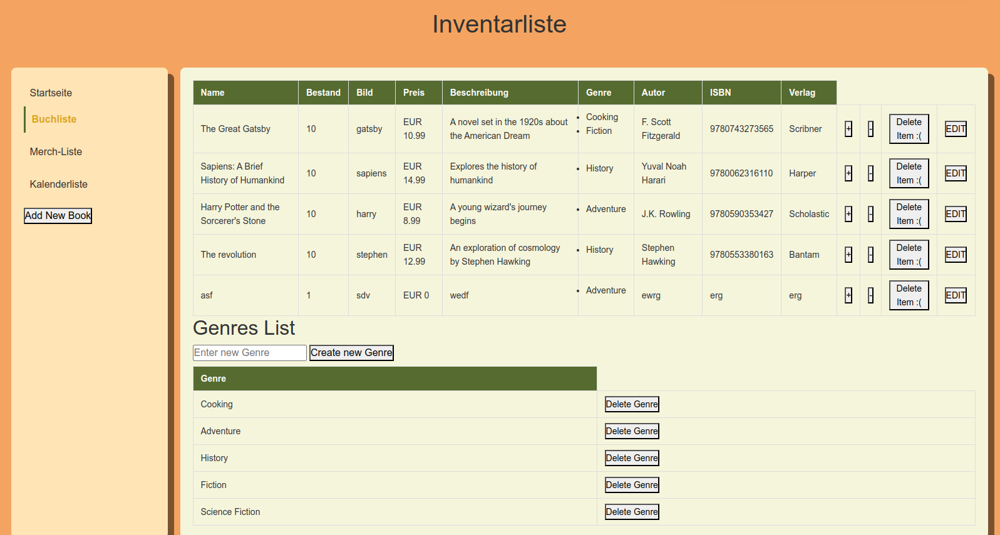 Inventarliste
Startseite
Buchliste
Merch-Liste
Kalenderliste
Add New Book
Name Bestand Bild Preis Beschreibung Genre Autor ISBN Verlag
The Great Gatsby 10 gatsby EUR 10.99 A novel set in the 1920s about the American Dream • Cooking • Fiction F. Scott Fitzgerald 9780743273565 Scribner + - Delete Item :( EDIT
Sapiens: A Brief History of Humankind 10 sapiens EUR 14.99 Explores the history of humankind • History Yuval Noah Harari 9780062316110 Harper + - Delete Item :( EDIT
Harry Potter and the Sorcerer's Stone 10 harry EUR 8.99 A young wizard's journey begins • Adventure J.K. Rowling 9780590353427 Scholastic + - Delete Item :( EDIT
The revolution 10 stephen EUR 12.99 An exploration of cosmology by Stephen Hawking • History Stephen Hawking 9780553380163 Bantam + - Delete Item :( EDIT
asf 1 sdv EUR 0 wedf • Adventure ewrg erg erg + - Delete Item :( EDIT
Genres List
Enter new Genre Create new Genre
Genre
Cooking Delete Genre
Adventure Delete Genre
History Delete Genre
Fiction Delete Genre
Science Fiction Delete Genre